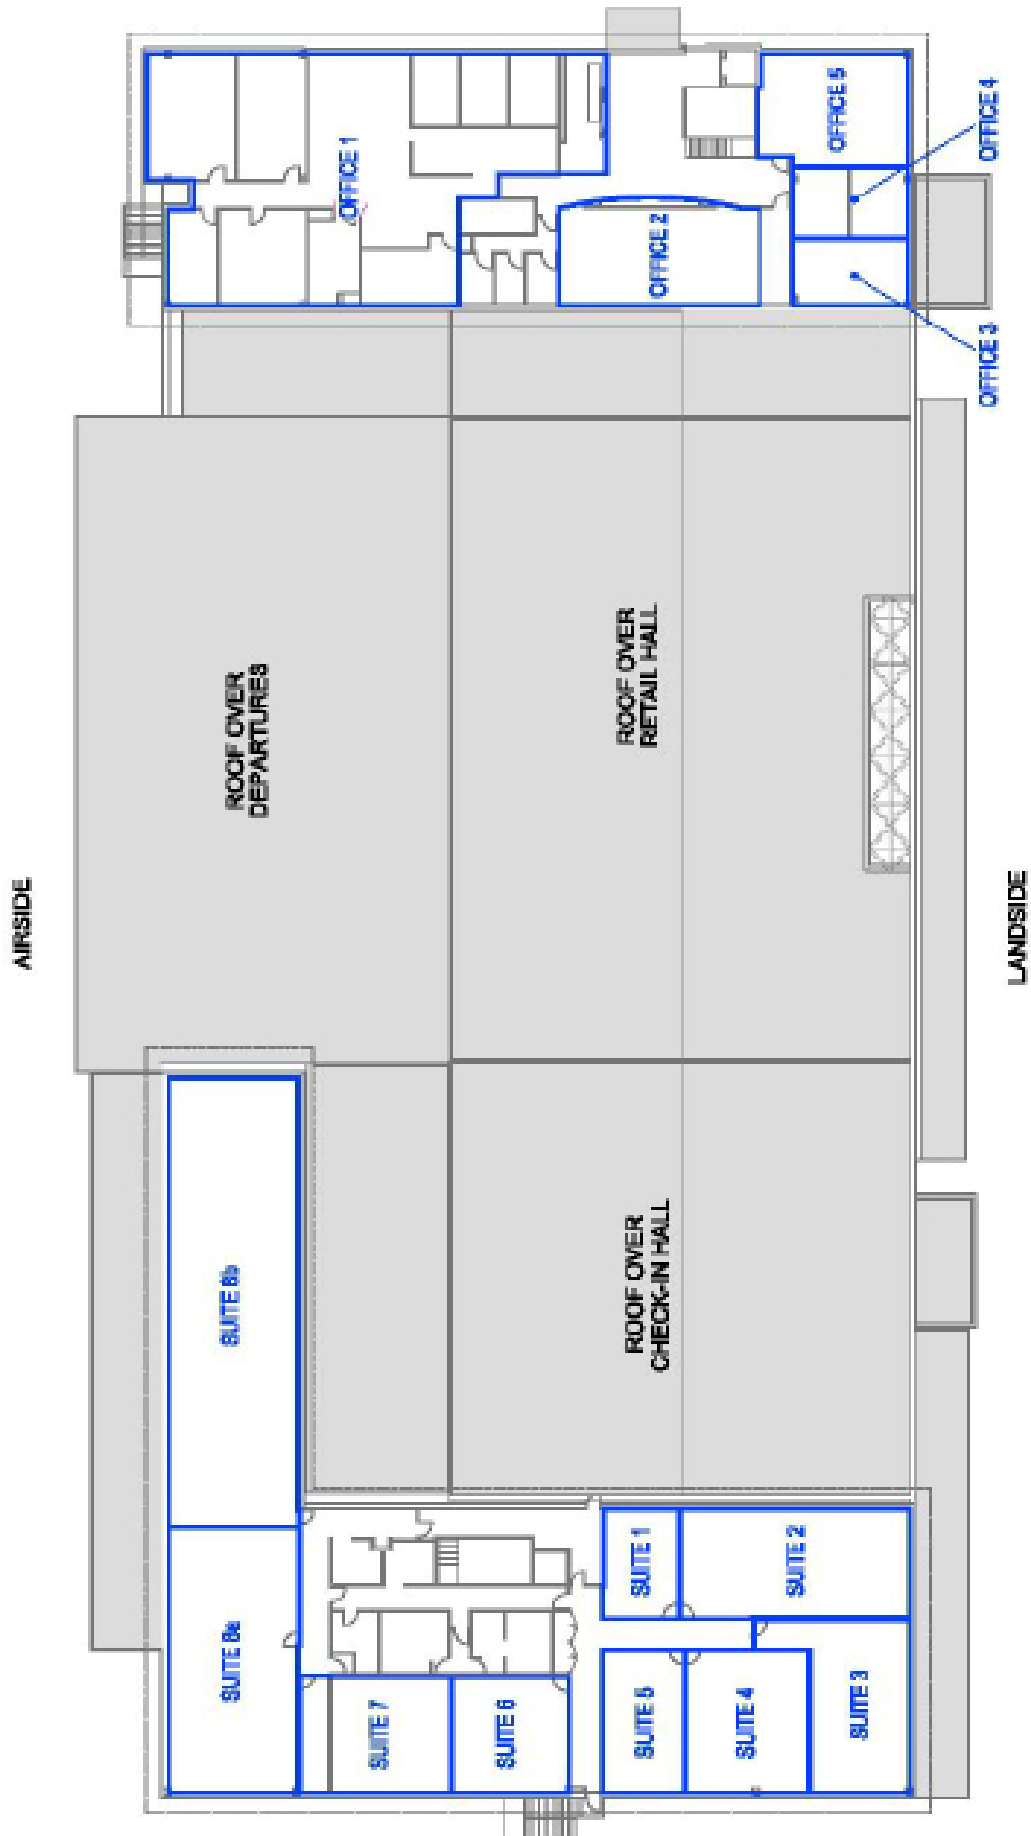 AIRSIDE
OFFICE 1
OFFICE 2
OFFICE 5
OFFICE 4
OFFICE 3
ROOF OVER
DEPARTURES
ROOF OVER
RETAIL HALL
ROOF OVER
CHECK-IN HALL
LANDSIDE
SUITE 8b
SUITE 8a
SUITE 7
SUITE 6
SUITE 1
SUITE 2
SUITE 5
SUITE 4
SUITE 3